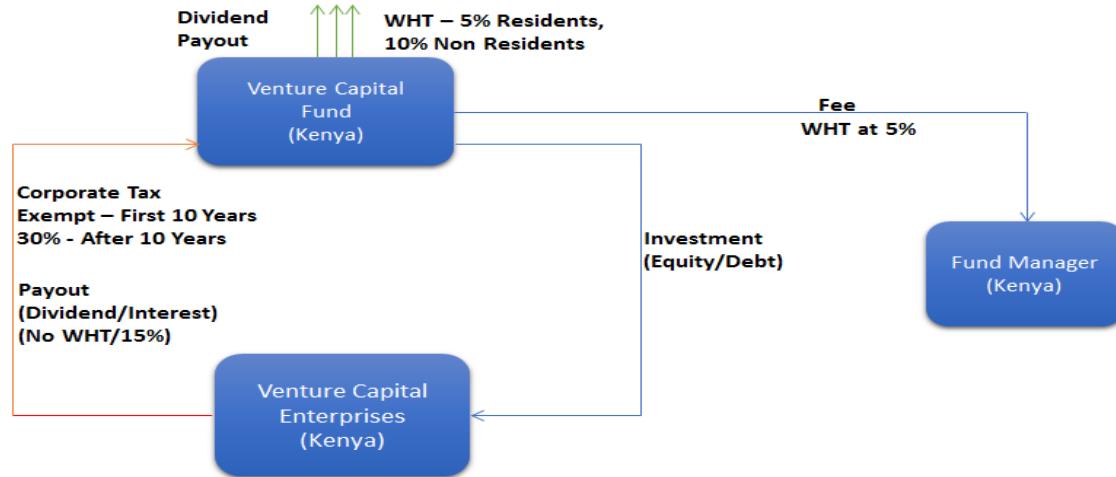 Dividend
Payout
WHT – 5% Residents,
10% Non Residents
Venture Capital
Fund
(Kenya)
Fee
WHT at 5%
Corporate Tax
Exempt – First 10 Years
30% - After 10 Years
Investment
(Equity/Debt)
Fund Manager
(Kenya)
Payout
(Dividend/Interest)
(No WHT/15%)
Venture Capital
Enterprises
(Kenya)